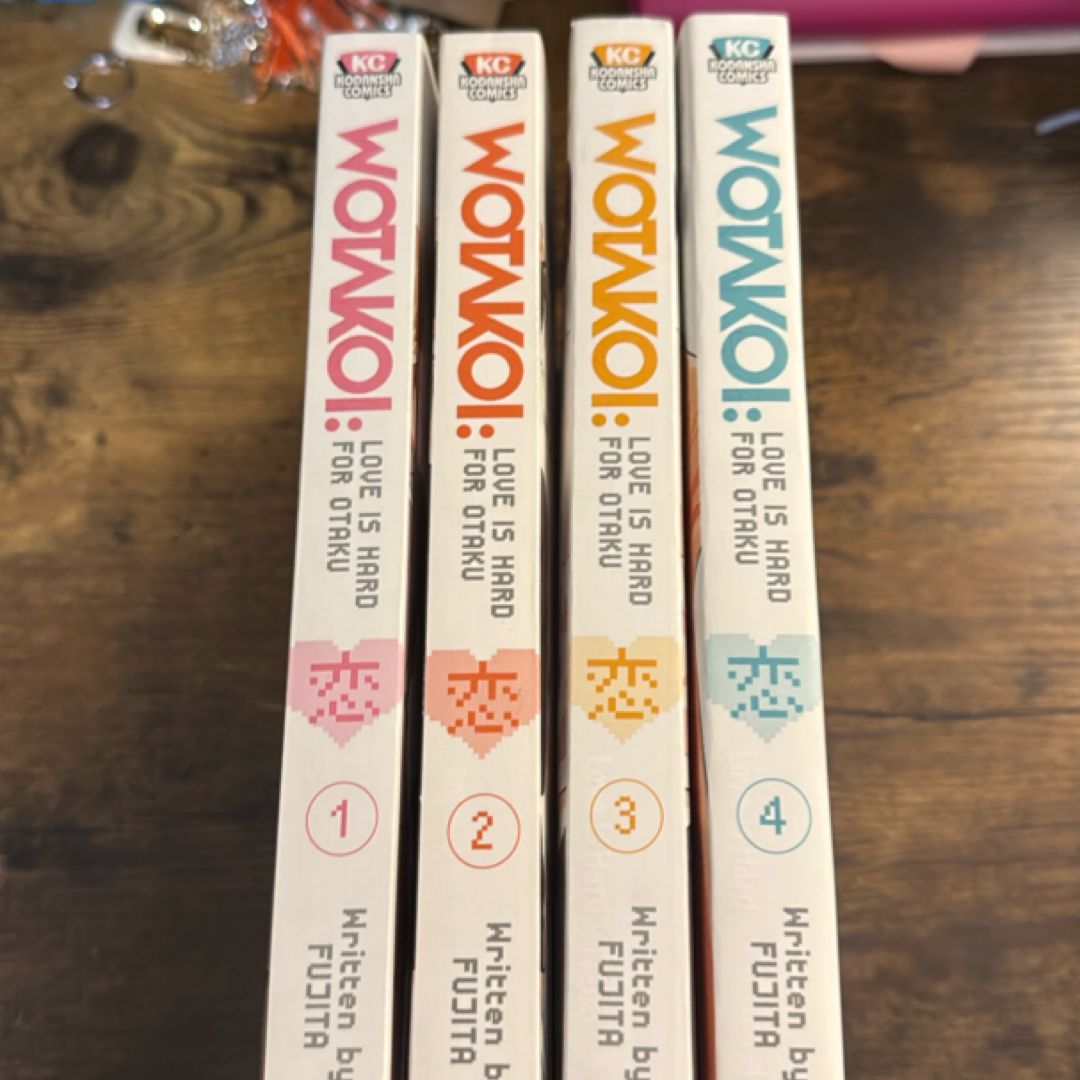 KC
KODANSHA
COMICS
WOTAKOI:
LOVE IS HARD
FOR OTAKU
恋
1
Written by
FUJITA
KC
KODANSHA
COMICS
WOTAKOI:
LOVE IS HARD
FOR OTAKU
恋
2
Written by
FUJITA
KC
KODANSHA
COMICS
WOTAKOI:
LOVE IS HARD
FOR OTAKU
恋
3
Written by
FUJITA
KC
KODANSHA
COMICS
WOTAKOI:
LOVE IS HARD
FOR OTAKU
恋
4
Written by
FUJITA